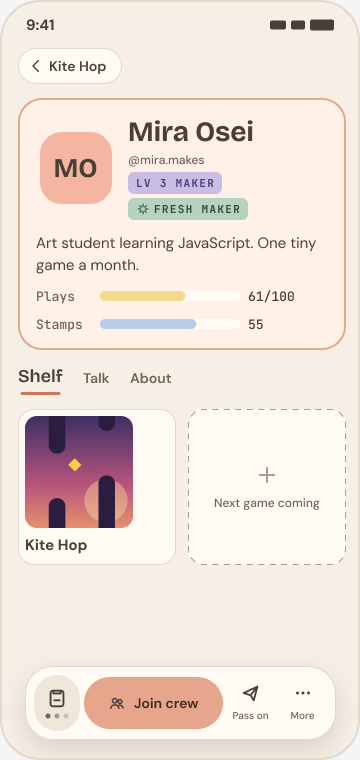 9:41
Kite Hop
MO
Mira Osei
@mira.makes
LV 3 MAKER
FRESH MAKER
Art student learning JavaScript. One tiny
game a month.
Plays 61/100
Stamps 55
Shelf Talk About
Kite Hop
Next game coming
Join crew
Pass on
More